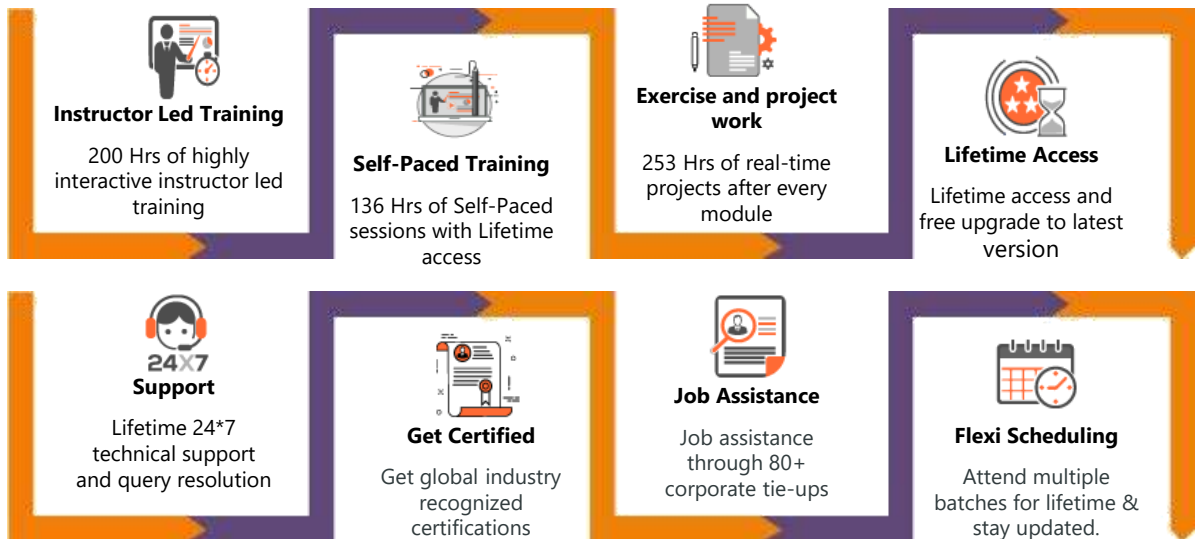 Instructor Led Training
200 Hrs of highly
interactive instructor led
training
Self-Paced Training
136 Hrs of Self-Paced
sessions with Lifetime
access
Exercise and project
work
253 Hrs of real-time
projects after every
module
Lifetime Access
Lifetime access and
free upgrade to latest
version
24X7
Support
Lifetime 24*7
technical support
and query resolution
Get Certified
Get global industry
recognized
certifications
Job Assistance
Job assistance
through 80+
corporate tie-ups
Flexi Scheduling
Attend multiple
batches for lifetime &
stay updated.